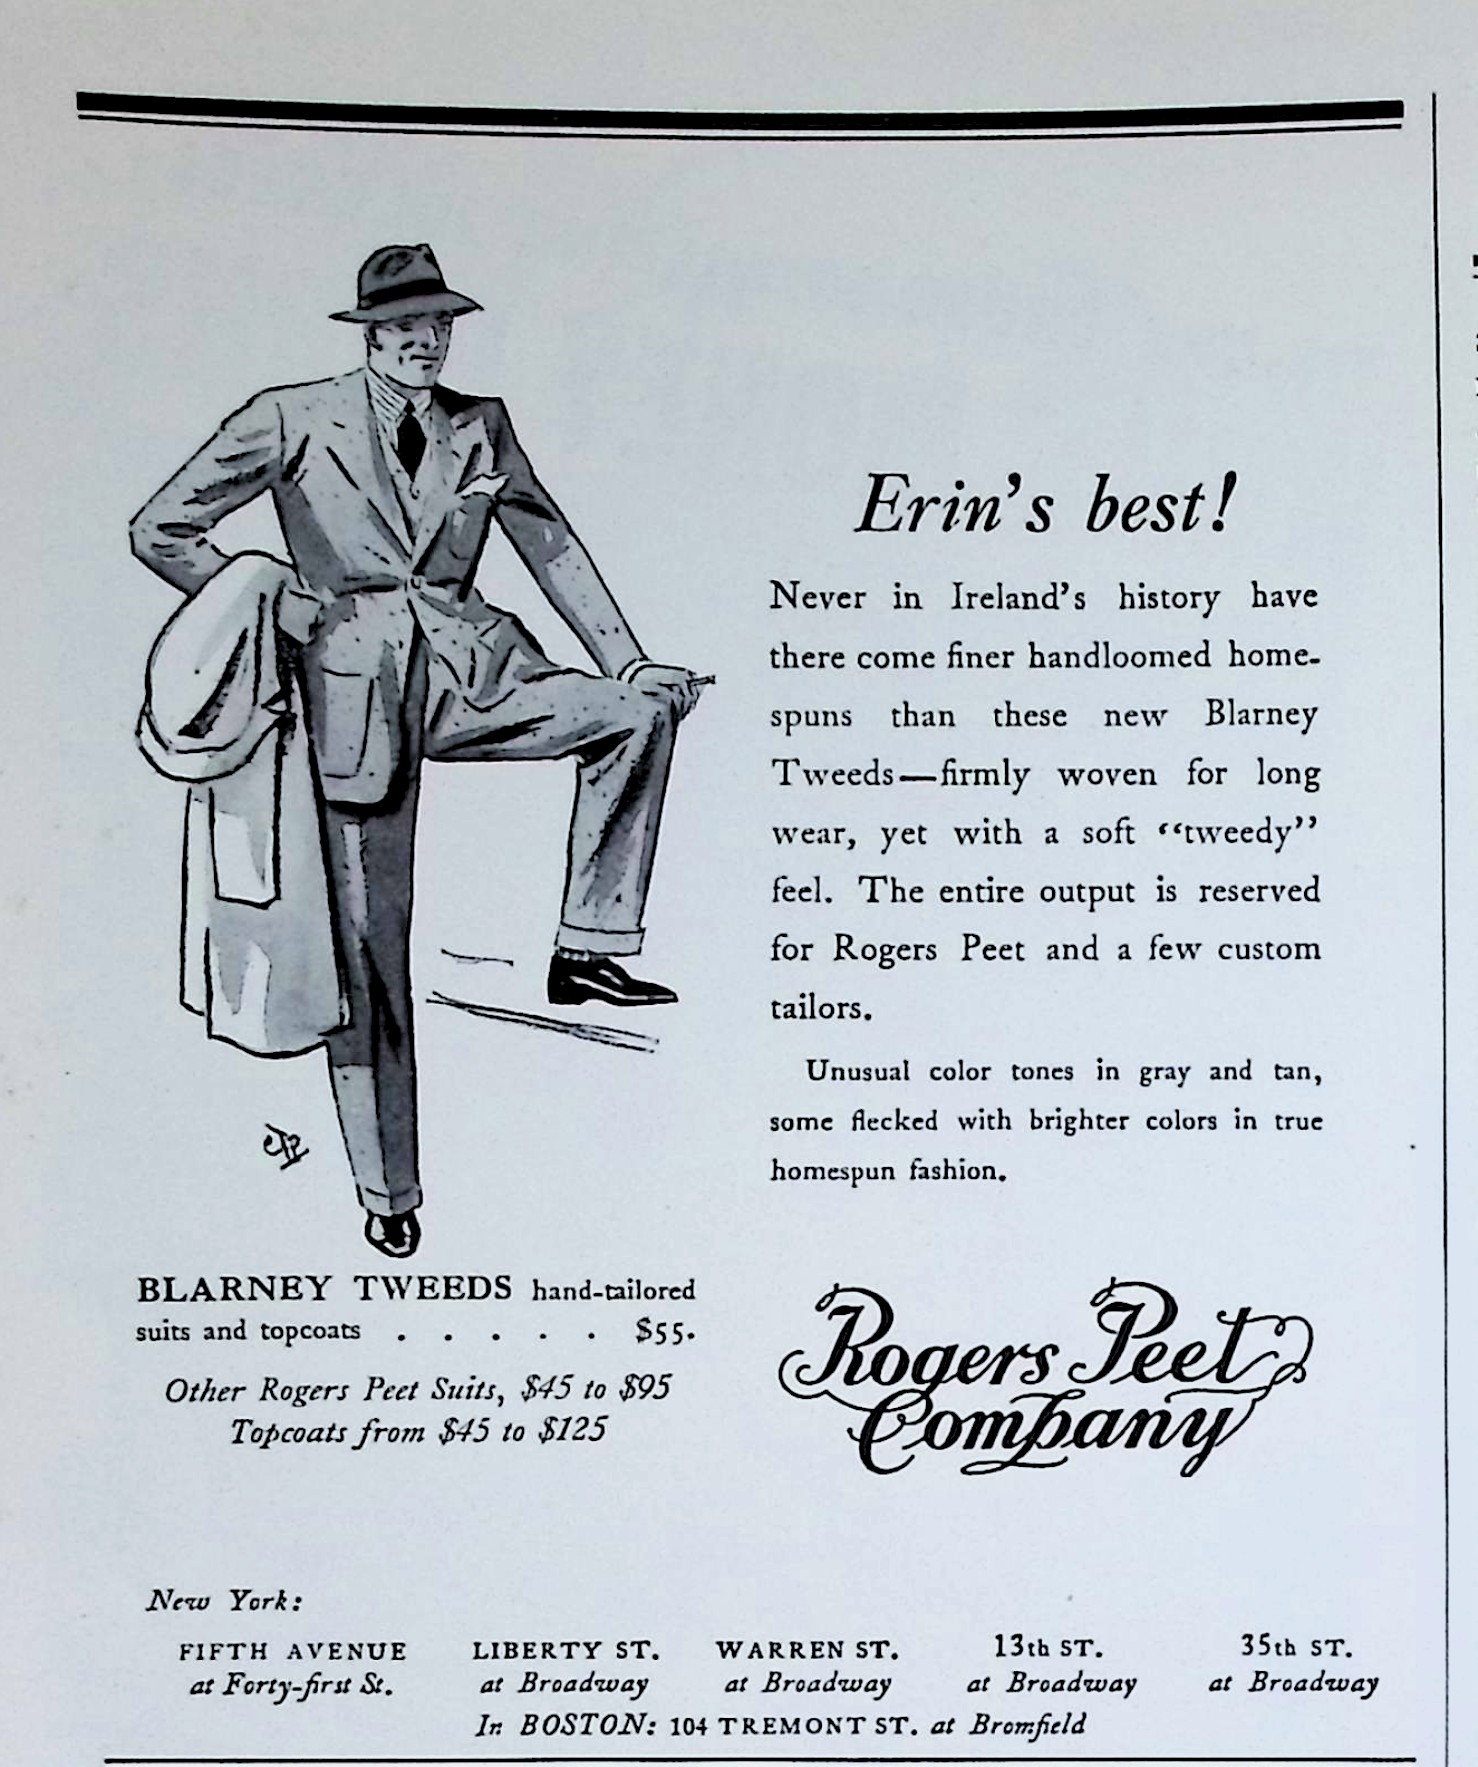 Erin's best!
Never in Ireland's history have
there come finer handloomed home-
spuns than these new Blarney
Tweeds—firmly woven for long
wear, yet with a soft “tweedy”
feel. The entire output is reserved
for Rogers Peet and a few custom
tailors.
Unusual color tones in gray and tan,
some flecked with brighter colors in true
homespun fashion.
BLARNEY TWEEDS hand-tailored
suits and topcoats . . . . . $55.
Other Rogers Peet Suits, $45 to $95
Topcoats from $45 to $125
Rogers Peet
Company
New York:
FIFTH AVENUE LIBERTY ST. WARREN ST. 13th ST. 35th ST.
at Forty-first St. at Broadway at Broadway at Broadway at Broadway
In BOSTON: 104 TREMONT ST. at Bromfield